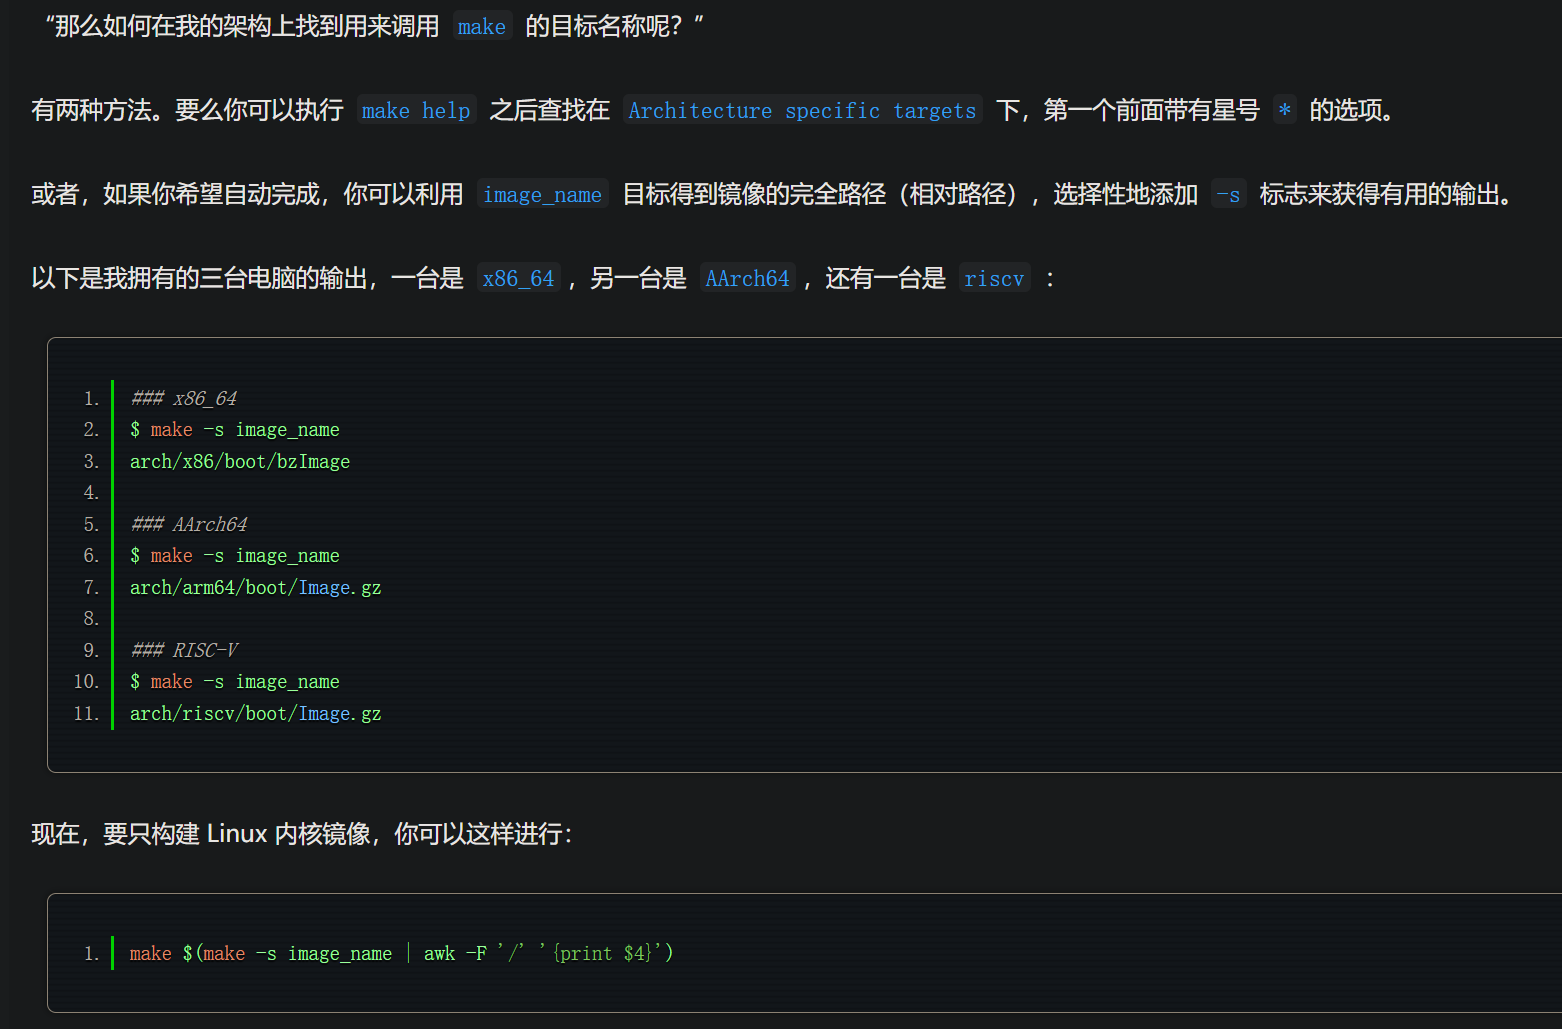 “那么如何在我的架构上找到用来调用 make 的目标名称呢？”
有两种方法。要么你可以执行 make help 之后查找在 Architecture specific targets 下，第一个前面带有星号 * 的选项。
或者，如果你希望自动完成，你可以利用 image_name 目标得到镜像的完全路径（相对路径），选择性地添加 -s 标志来获得有用的输出。
以下是我拥有的三台电脑的输出，一台是 x86_64 ，另一台是 AArch64 ，还有一台是 riscv ：
1. ### x86_64
2. $ make -s image_name
3. arch/x86/boot/bzImage
4.
5. ### AArch64
6. $ make -s image_name
7. arch/arm64/boot/Image.gz
8.
9. ### RISC-V
10. $ make -s image_name
11. arch/riscv/boot/Image.gz
现在，要只构建 Linux 内核镜像，你可以这样进行：
1. make $(make -s image_name | awk -F '/' '{print $4}')